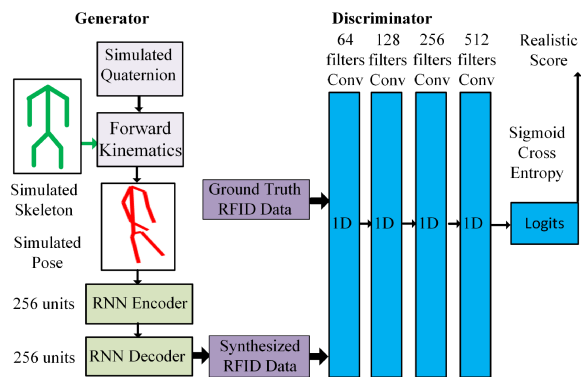 Generator
Discriminator
Simulated
Quaternion
Forward
Kinematics
Simulated
Skeleton
Simulated
Pose
256 units
RNN Encoder
256 units
RNN Decoder
Ground Truth
RFID Data
Synthesized
RFID Data
64
filters
Conv
128
filters
Conv
256
filters
Conv
512
filters
Conv
1D
1D
1D
1D
Logits
Sigmoid
Cross
Entropy
Realistic
Score